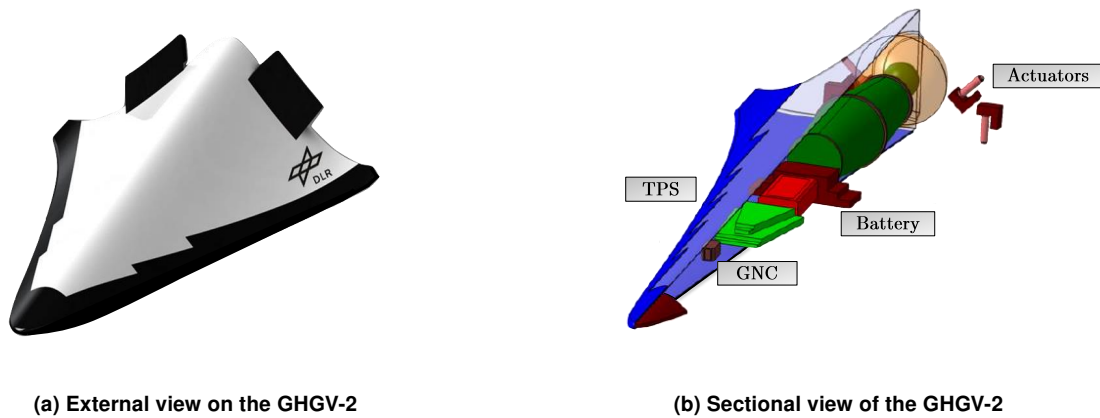 DLR
Actuators
TPS
Battery
GNC
(a) External view on the GHGV-2
(b) Sectional view of the GHGV-2